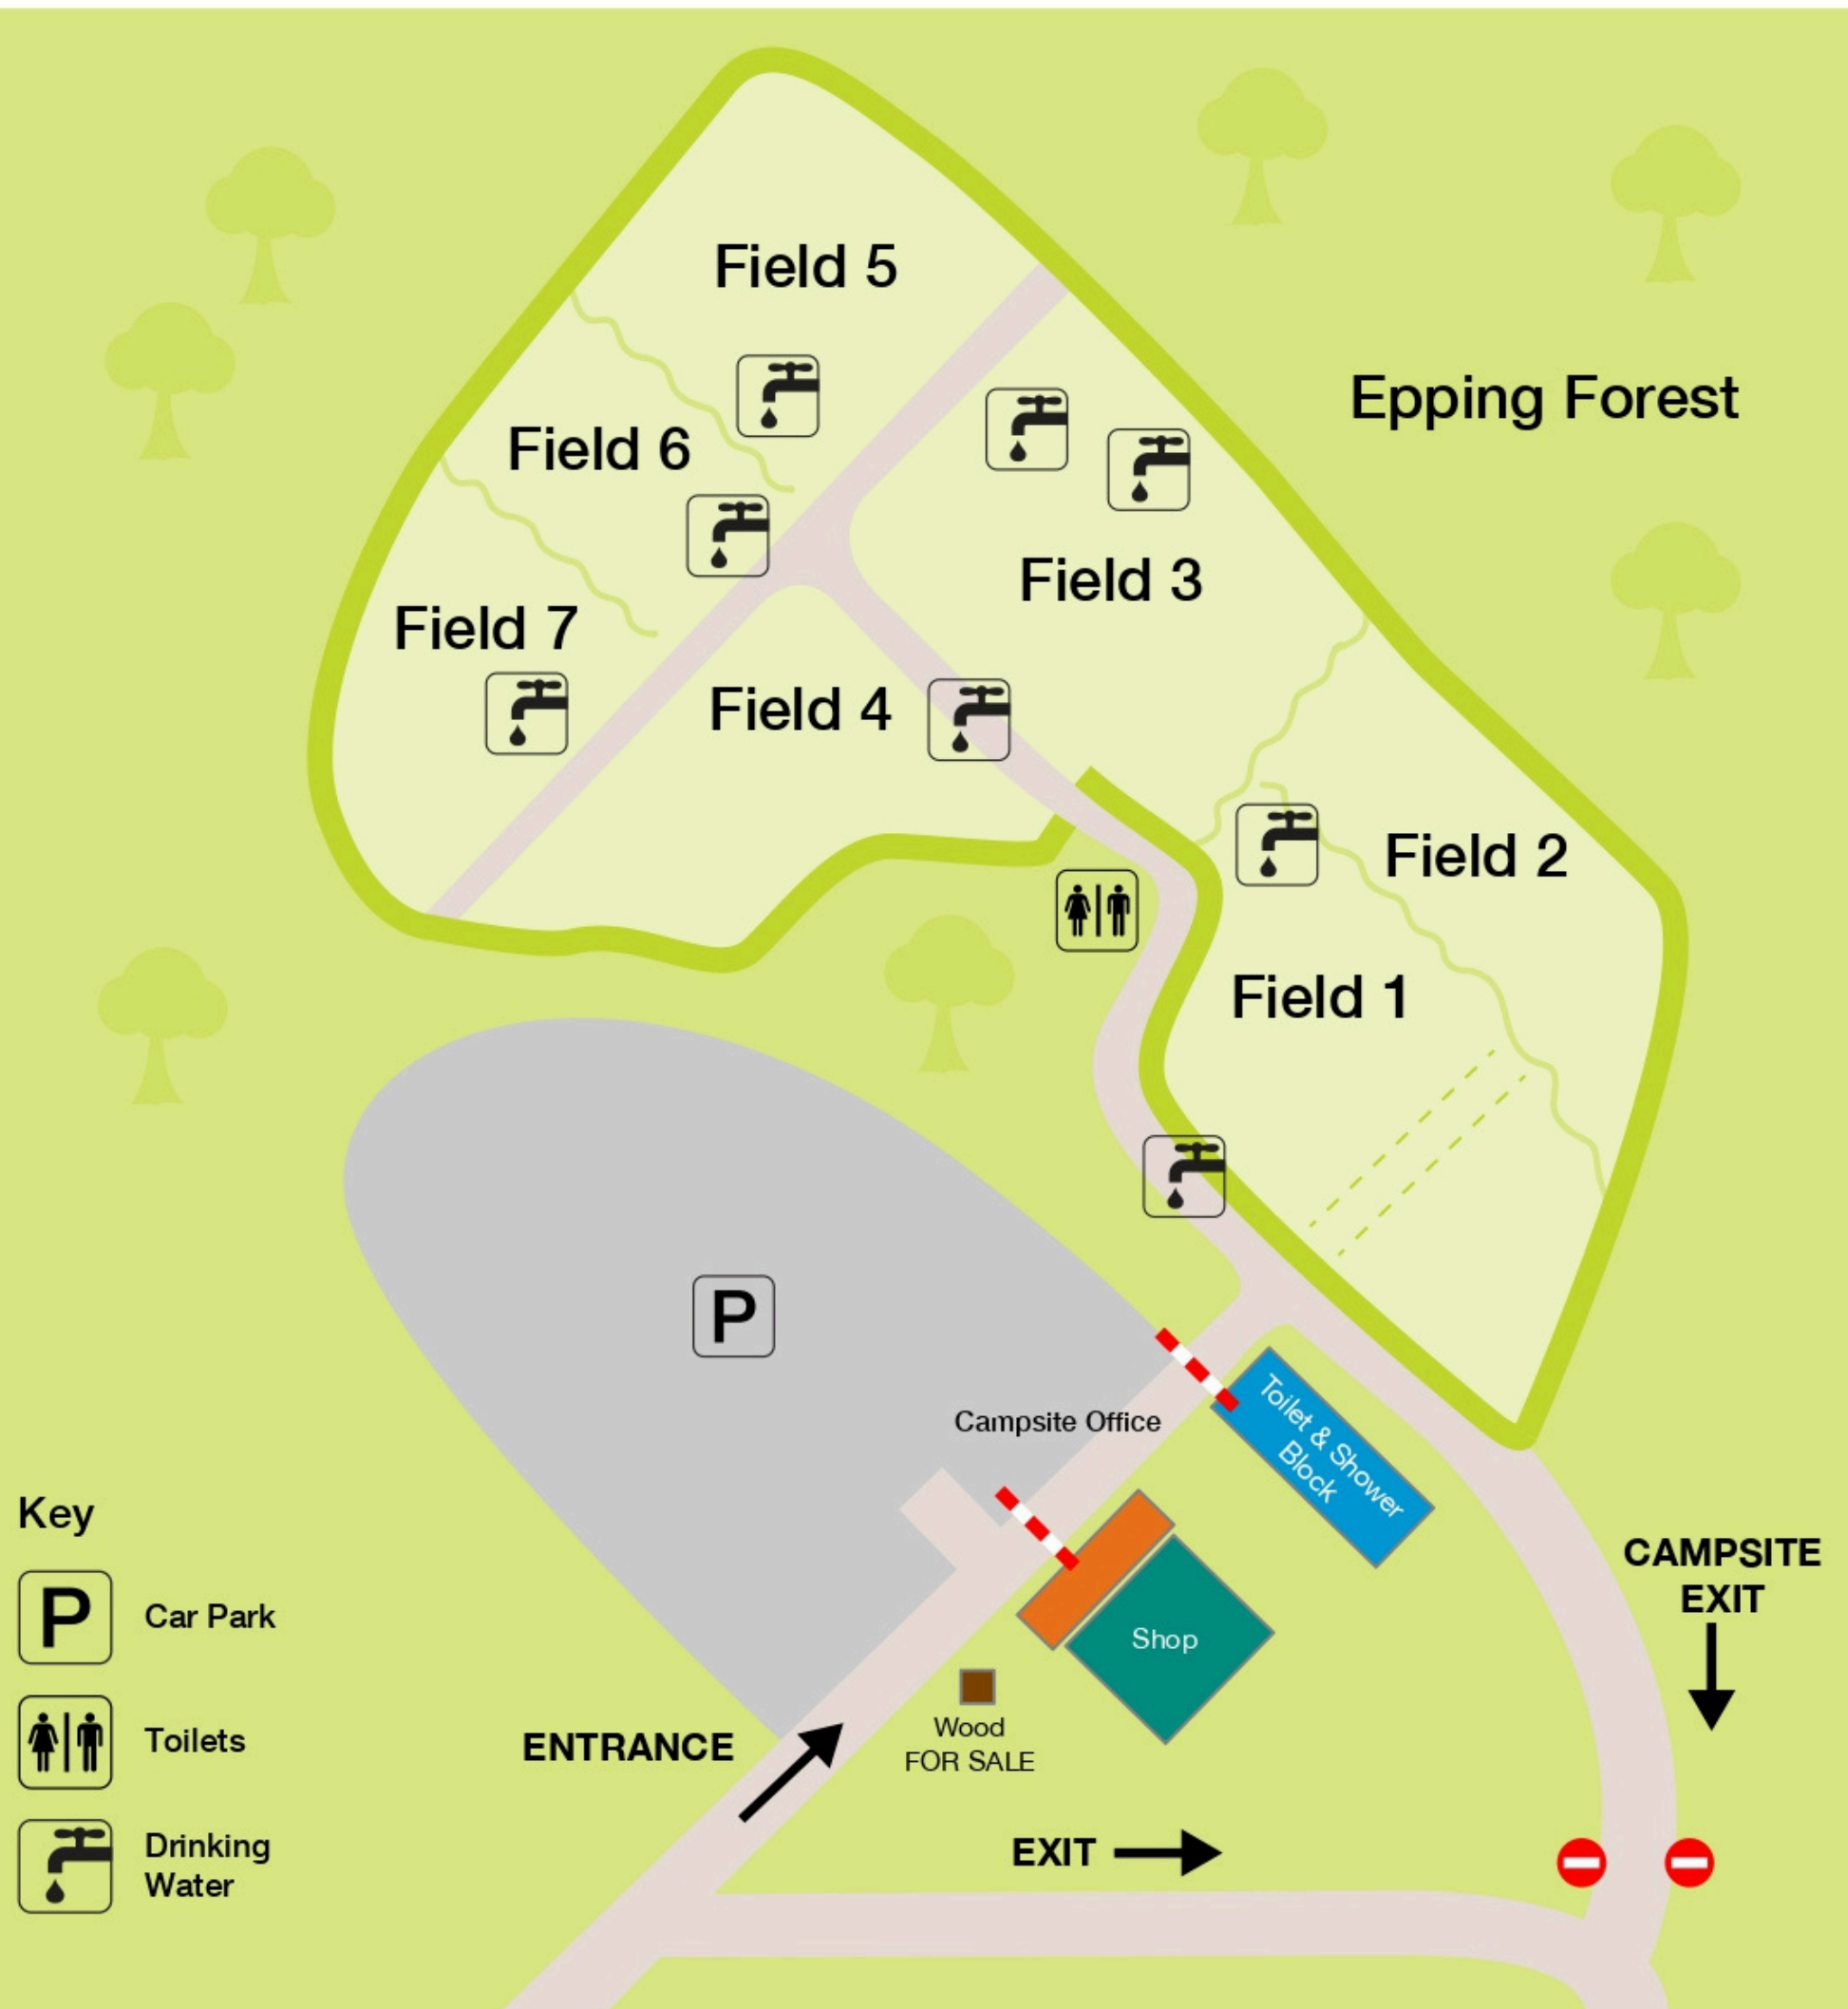 Field 5
Epping Forest
Field 6
Field 3
Field 7
Field 4
Field 2
Field 1
P
Campsite Office
Toilet & Shower
Block
Key
CAMPSITE
EXIT
P
Car Park
Shop
Toilets
Wood
FOR SALE
ENTRANCE
Drinking
Water
EXIT